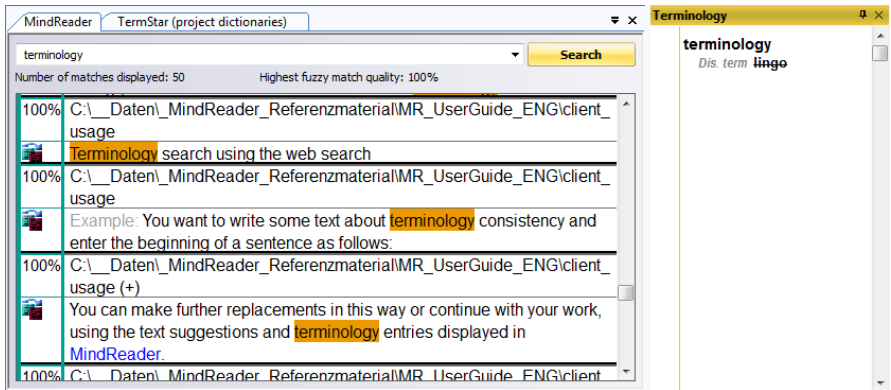 MindReader
TermStar (project dictionaries)
terminology
Search
Number of matches displayed: 50
Highest fuzzy match quality: 100%
100% C:\__Daten\_MindReader_Referenzmaterial\MR_UserGuide_ENG\client_
usage
Terminology search using the web search
100% C:\__Daten\_MindReader_Referenzmaterial\MR_UserGuide_ENG\client_
usage
Example: You want to write some text about terminology consistency and
enter the beginning of a sentence as follows:
100% C:\__Daten\_MindReader_Referenzmaterial\MR_UserGuide_ENG\client_
usage (+)
You can make further replacements in this way or continue with your work,
using the text suggestions and terminology entries displayed in
MindReader.
100% C:\__Daten\_MindReader_Referenzmaterial\MR_UserGuide_ENG\client_
Terminology
terminology
Dis. term lingo